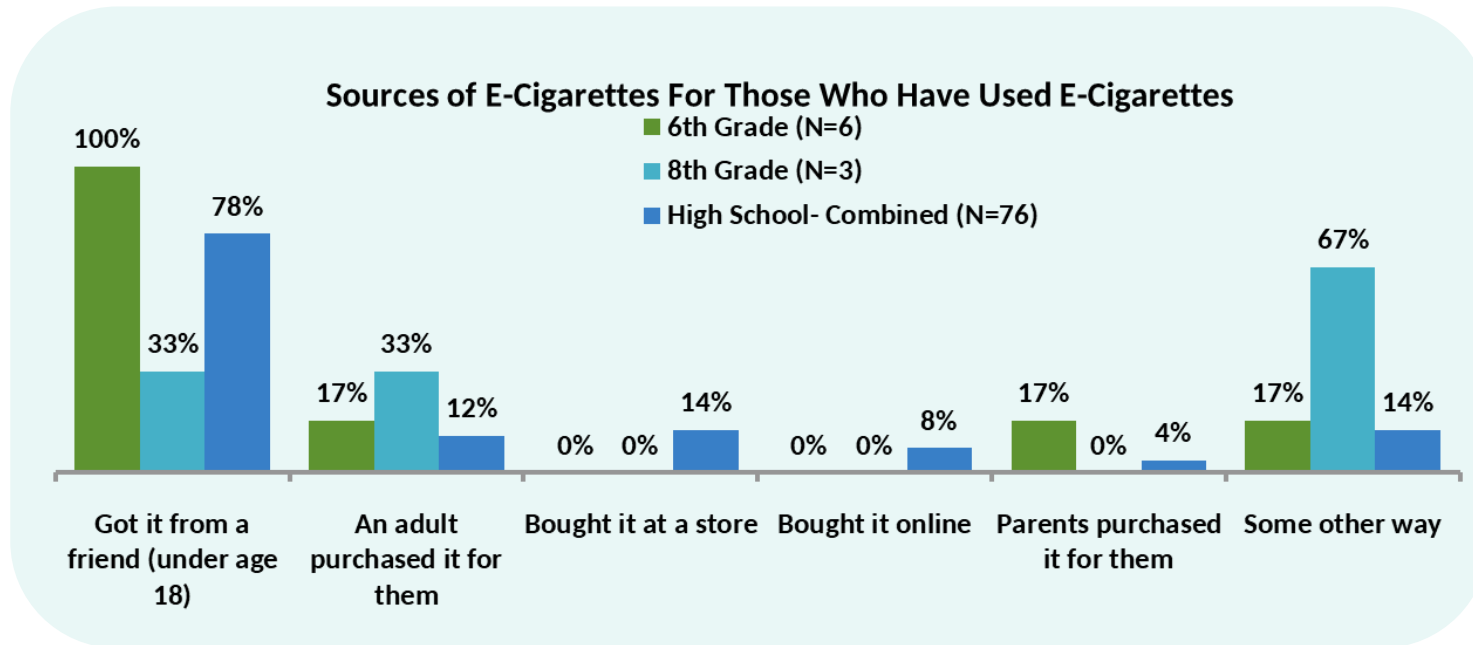 Sources of E-Cigarettes For Those Who Have Used E-Cigarettes
6th Grade (N=6)
8th Grade (N=3)
High School- Combined (N=76)
100%
33%
78%
17%
33%
12%
0%
0%
14%
0%
0%
8%
17%
0%
4%
17%
67%
14%
Got it from a
friend (under age
18)
An adult
purchased it for
them
Bought it at a store
Bought it online
Parents purchased
it for them
Some other way